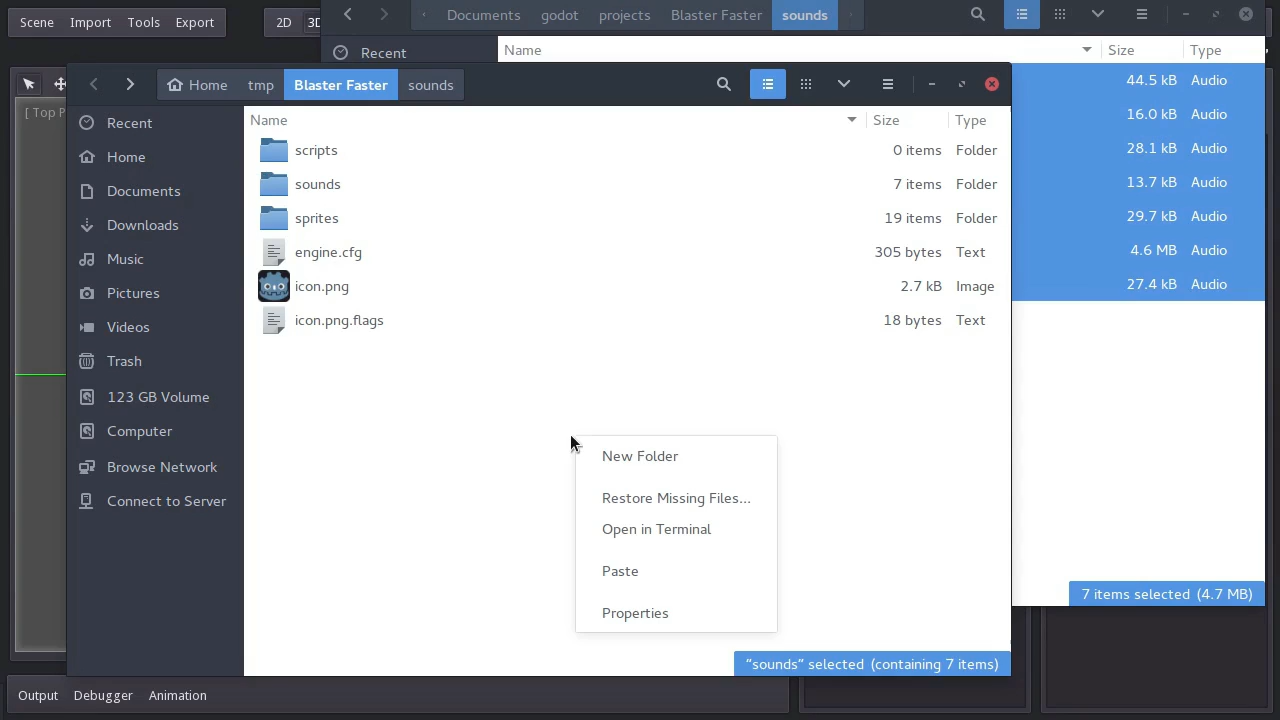 Scene Import Tools Export
2D 3D
Documents godot projects Blaster Faster sounds
Recent
Name Size Type
44.5 kB Audio
16.0 kB Audio
28.1 kB Audio
13.7 kB Audio
29.7 kB Audio
4.6 MB Audio
27.4 kB Audio
7 items selected (4.7 MB)
[ Top P
Home tmp Blaster Faster sounds
Recent
Home
Documents
Downloads
Music
Pictures
Videos
Trash
123 GB Volume
Computer
Browse Network
Connect to Server
Name Size Type
scripts 0 items Folder
sounds 7 items Folder
sprites 19 items Folder
engine.cfg 305 bytes Text
icon.png 2.7 kB Image
icon.png.flags 18 bytes Text
New Folder
Restore Missing Files...
Open in Terminal
Paste
Properties
“sounds” selected (containing 7 items)
Output Debugger Animation